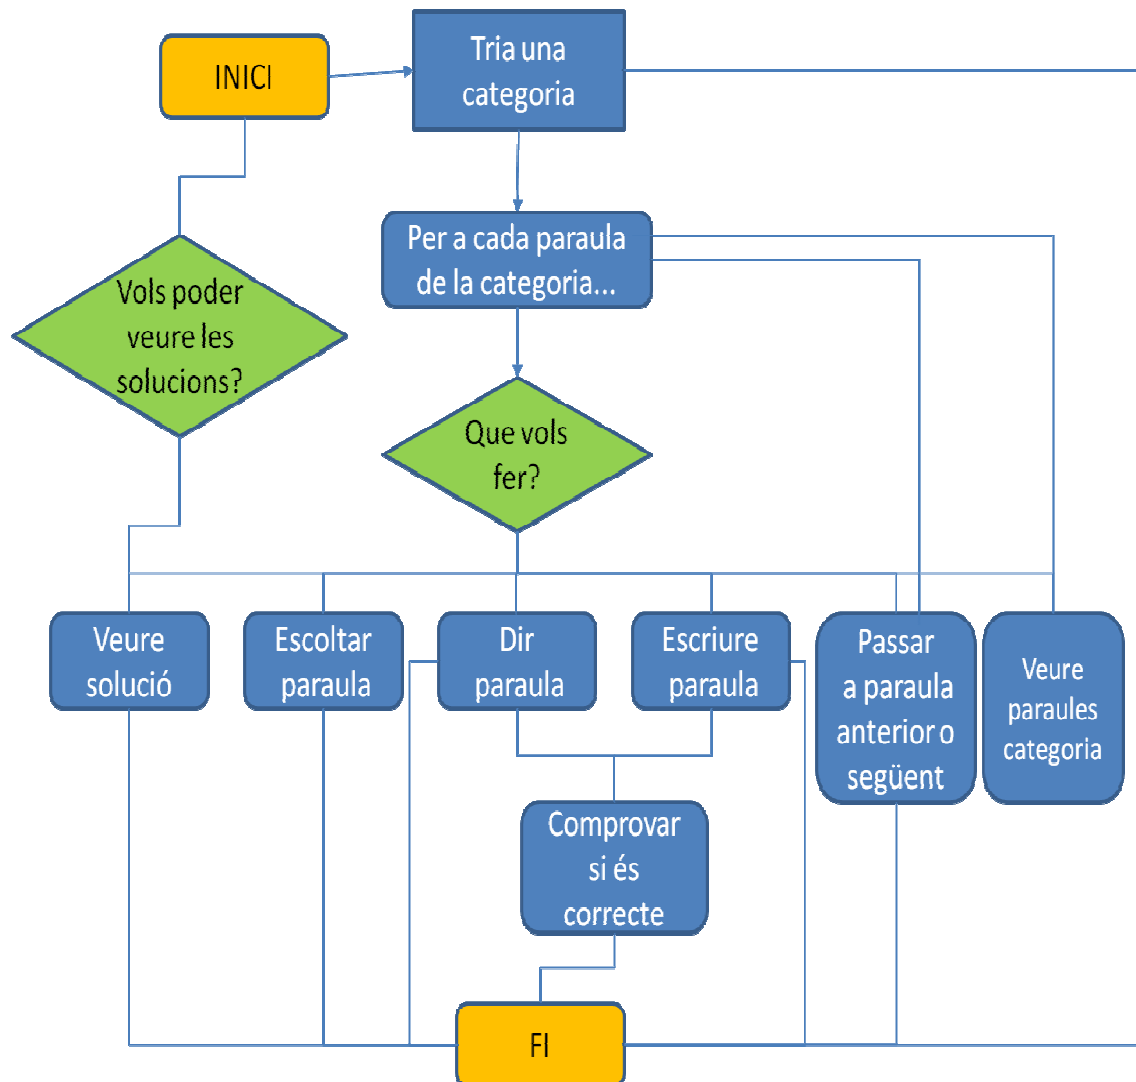 INICI
Tria una
categoria
Per a cada paraula
de la categoria...
Vols poder
veure les
solucions?
Que vols
fer?
Veure
solució
Escoltar
paraula
Dir
paraula
Escriure
paraula
Passar
a paraula
anterior o
següent
Veure
paraules
categoria
Comprovar
si és
correcte
FI